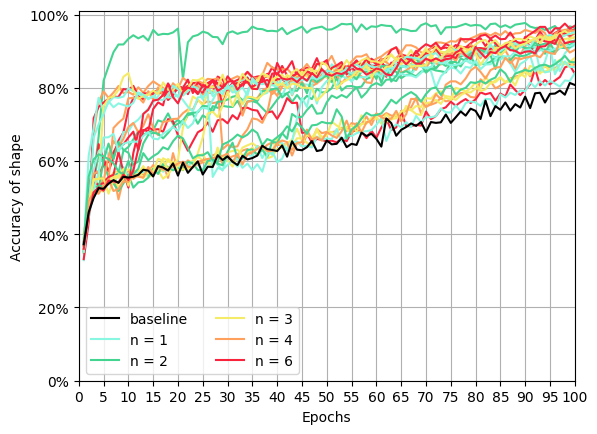 100%
80%
60%
40%
20%
0%
Accuracy of shape
baseline
n = 1
n = 2
n = 3
n = 4
n = 6
0 5 10 15 20 25 30 35 40 45 50 55 60 65 70 75 80 85 90 95 100
Epochs